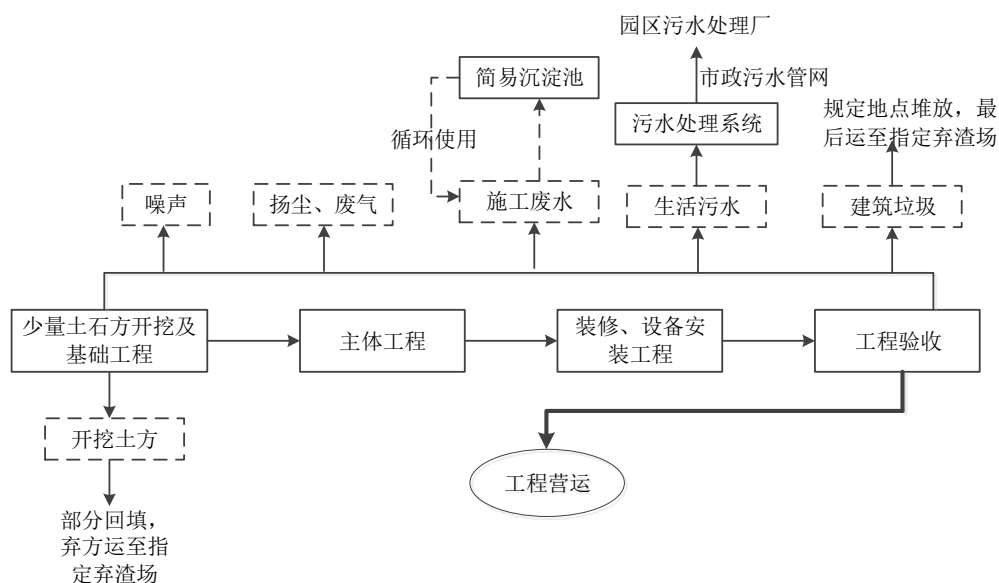 园区污水处理厂
简易沉淀池
市政污水管网
循环使用
污水处理系统
规定地点堆放，最
后运至指定弃渣场
噪声
扬尘、废气
施工废水
生活污水
建筑垃圾
少量土石方开挖及
基础工程
主体工程
装修、设备安
装工程
工程验收
开挖土方
工程营运
部分回填，
弃方运至指
定弃渣场